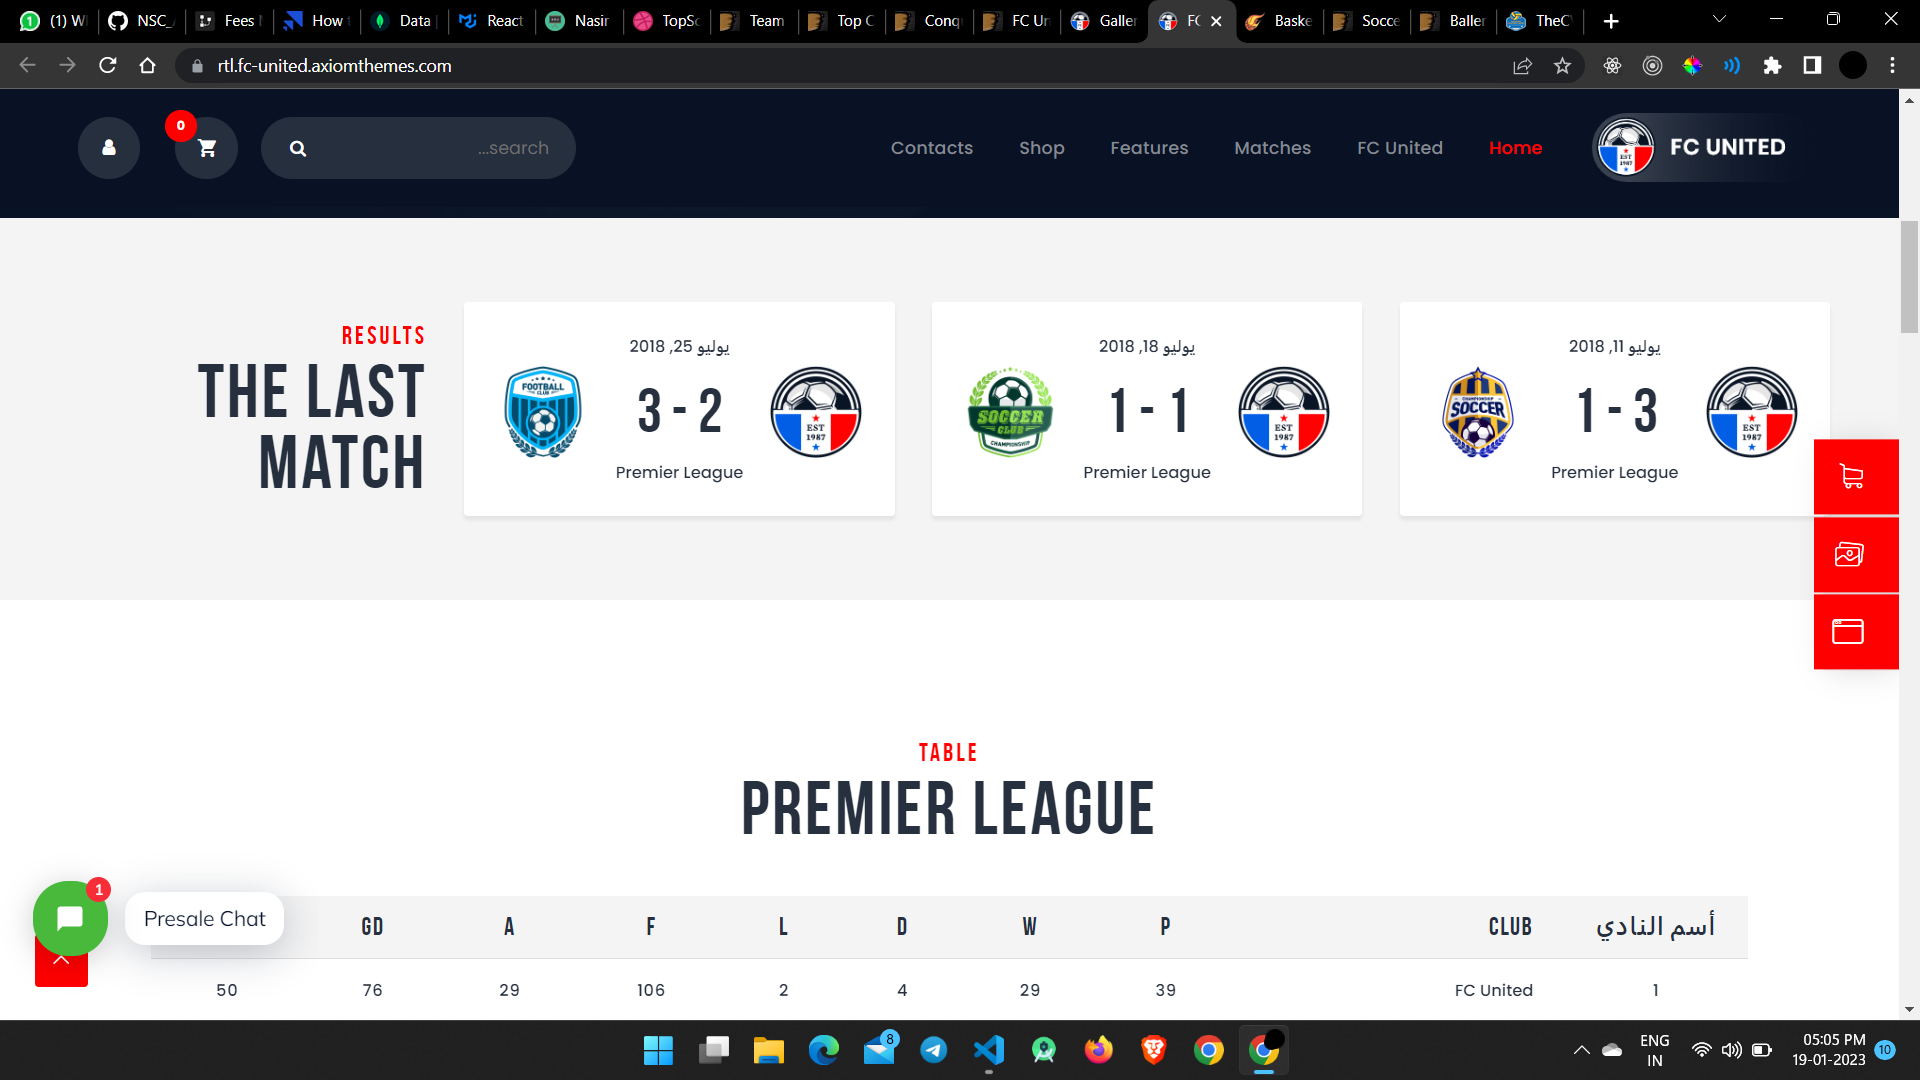 (1) W
NSC_
Fees
How
Data
React
Nasir
TopSc
Team
Top C
Conq
FC Un
Galler
FC
Baske
Socce
Baller
TheC
rtl.fc-united.axiomthemes.com
0
search...
Contacts
Shop
Features
Matches
FC United
Home
FC UNITED
RESULTS
THE LAST
MATCH
يوليو 25, 2018
FOOTBALL
CLUB
3 - 2
EST
1987
Premier League
يوليو 18, 2018
SOCCER
CLUB
CHAMPIONSHIP
1 - 1
EST
1987
Premier League
يوليو 11, 2018
CHAMPIONSHIP
SOCCER
1 - 3
EST
1987
Premier League
TABLE
PREMIER LEAGUE
GD A F L D W P CLUB أسم النادي
50 76 29 106 2 4 29 39 FC United 1
1
Presale Chat
8
ENG
IN
05:05 PM
19-01-2023
10